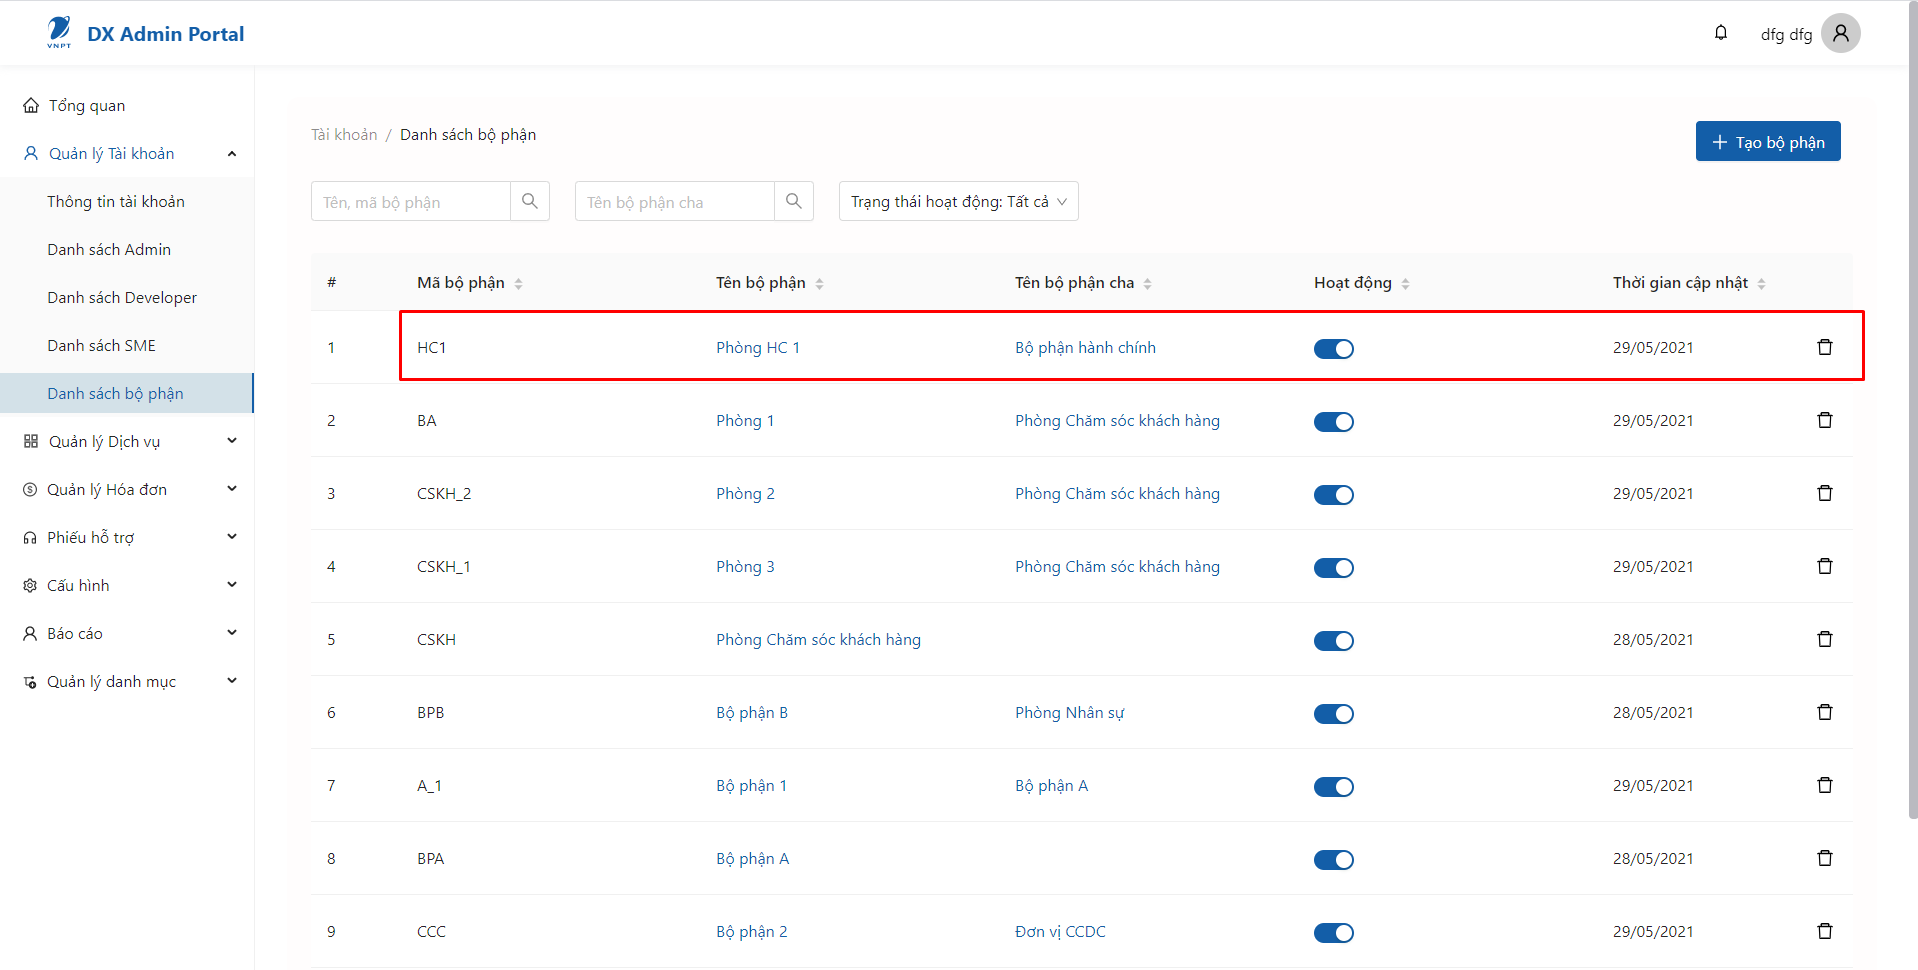 VNPT
DX Admin Portal
dfg dfg
Tổng quan
Quản lý Tài khoản
Thông tin tài khoản
Danh sách Admin
Danh sách Developer
Danh sách SME
Danh sách bộ phận
Quản lý Dịch vụ
Quản lý Hóa đơn
Phiếu hỗ trợ
Cấu hình
Báo cáo
Quản lý danh mục
Tài khoản / Danh sách bộ phận
Tạo bộ phận
Tên, mã bộ phận
Tên bộ phận cha
Trạng thái hoạt động: Tất cả
# Mã bộ phận Tên bộ phận Tên bộ phận cha Hoạt động Thời gian cập nhật
1 HC1 Phòng HC 1 Bộ phận hành chính 29/05/2021
2 BA Phòng 1 Phòng Chăm sóc khách hàng 29/05/2021
3 CSKH_2 Phòng 2 Phòng Chăm sóc khách hàng 29/05/2021
4 CSKH_1 Phòng 3 Phòng Chăm sóc khách hàng 29/05/2021
5 CSKH Phòng Chăm sóc khách hàng 28/05/2021
6 BPB Bộ phận B Phòng Nhân sự 28/05/2021
7 A_1 Bộ phận 1 Bộ phận A 29/05/2021
8 BPA Bộ phận A 28/05/2021
9 CCC Bộ phận 2 Đơn vị CCDC 29/05/2021